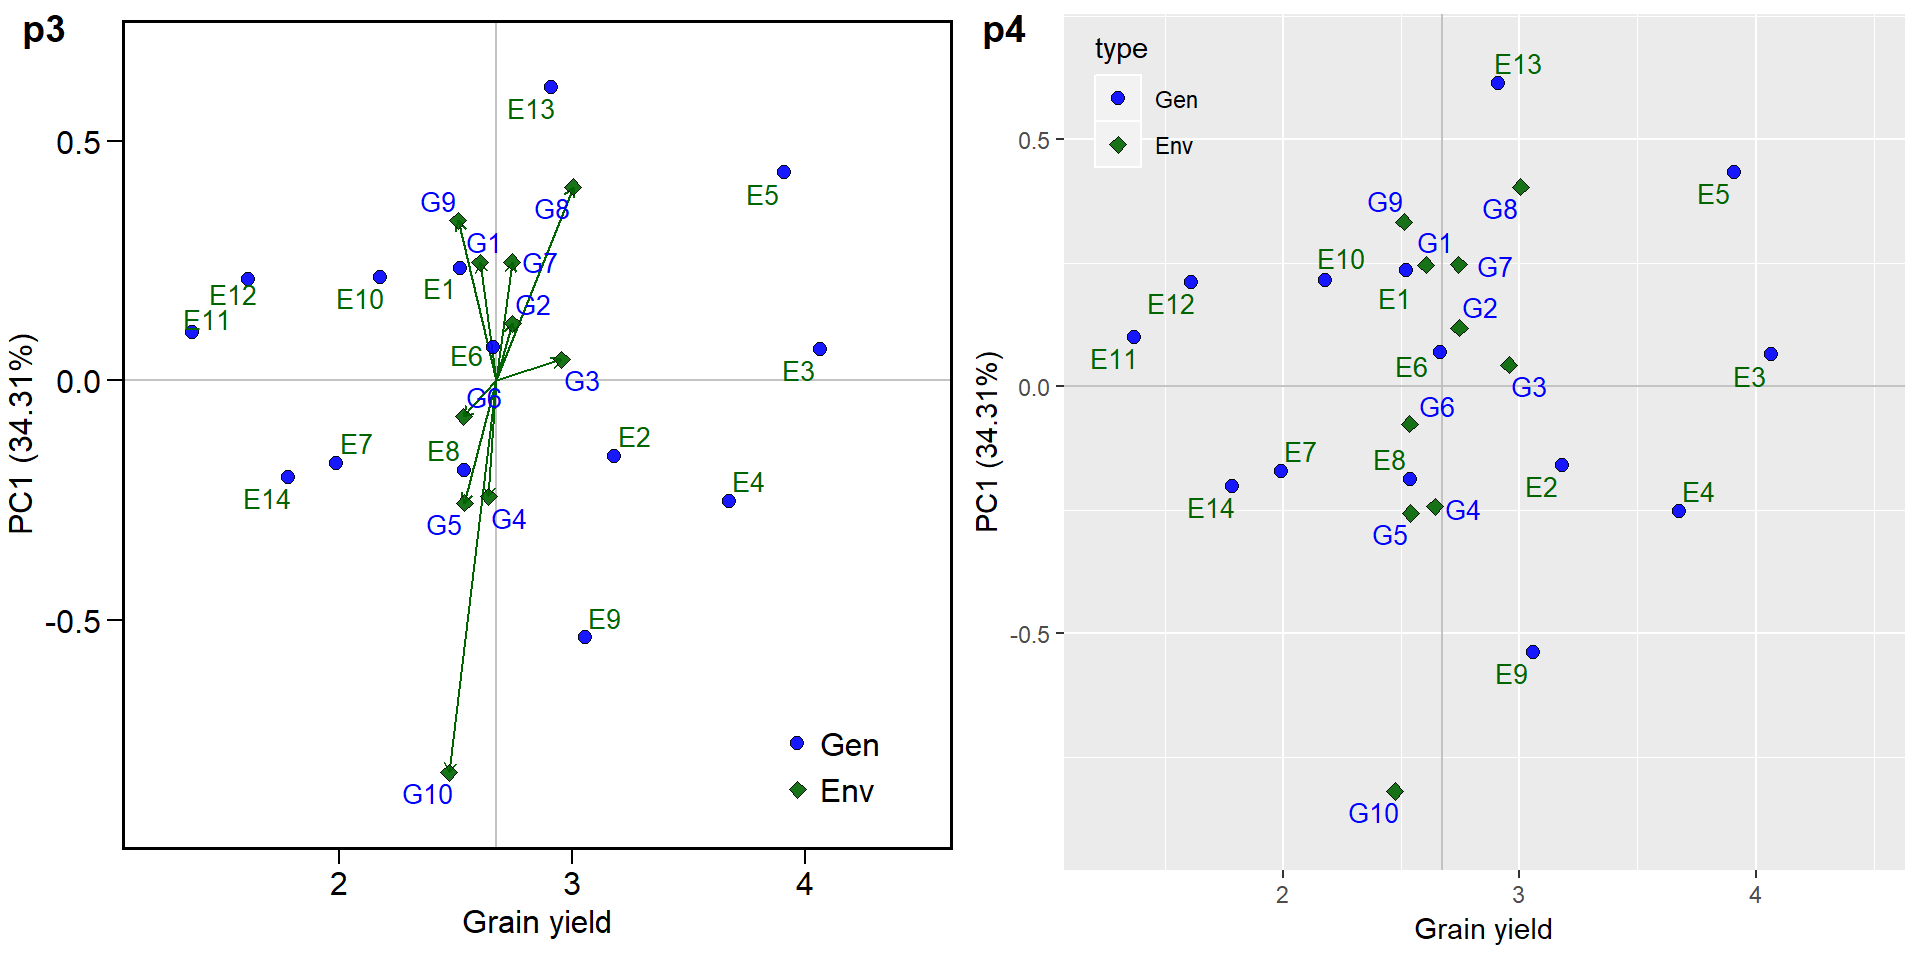 p3
E13
0.5
E5
G9
G8
G1
G7
E12
E10
E1
E11
G2
E6
E3
0.0
G3
G6
E7
E8
E2
E14
E4
G5
G4
-0.5
E9
G10
Gen
Env
2
3
4
Grain yield
PC1 (34.31%)
p4
type
Gen
Env
E13
0.5
E5
G9
G8
G1
E10
G7
E12
E1
G2
E11
E6
E3
0.0
G3
G6
E7
E8
E2
E4
E14
G4
G5
-0.5
E9
G10
2
3
4
Grain yield
PC1 (34.31%)